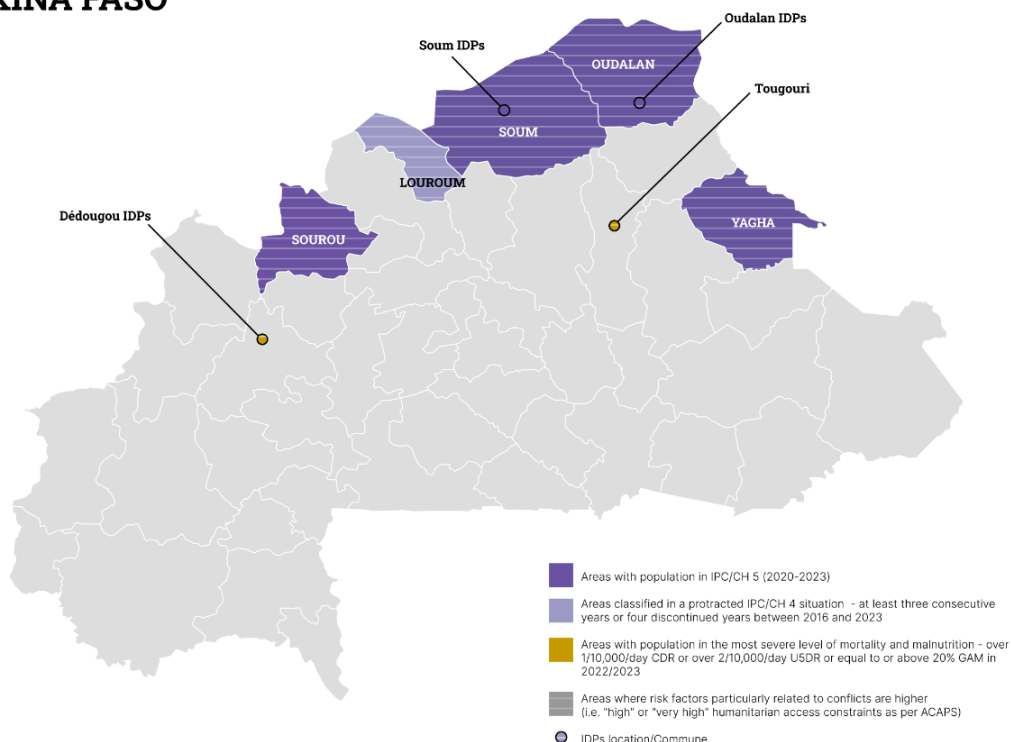 Oudalan IDPs
Soum IDPs
OUDALAN
Tougouri
SOUM
LOUROUM
Dédougou IDPs
YAGHA
SOUROU
Areas with population in IPC/CH 5 (2020-2023)
Areas classified in a protracted IPC/CH 4 situation - at least three consecutive
years or four discontinued years between 2016 and 2023
Areas with population in the most severe level of mortality and malnutrition - over
1/10,000/day CDR or over 2/10,000/day U5DR or equal to or above 20% GAM in
2022/2023
Areas where risk factors particularly related to conflicts are higher
(i.e. "high" or "very high" humanitarian access constraints as per ACAPS)
IDPs location/Commune